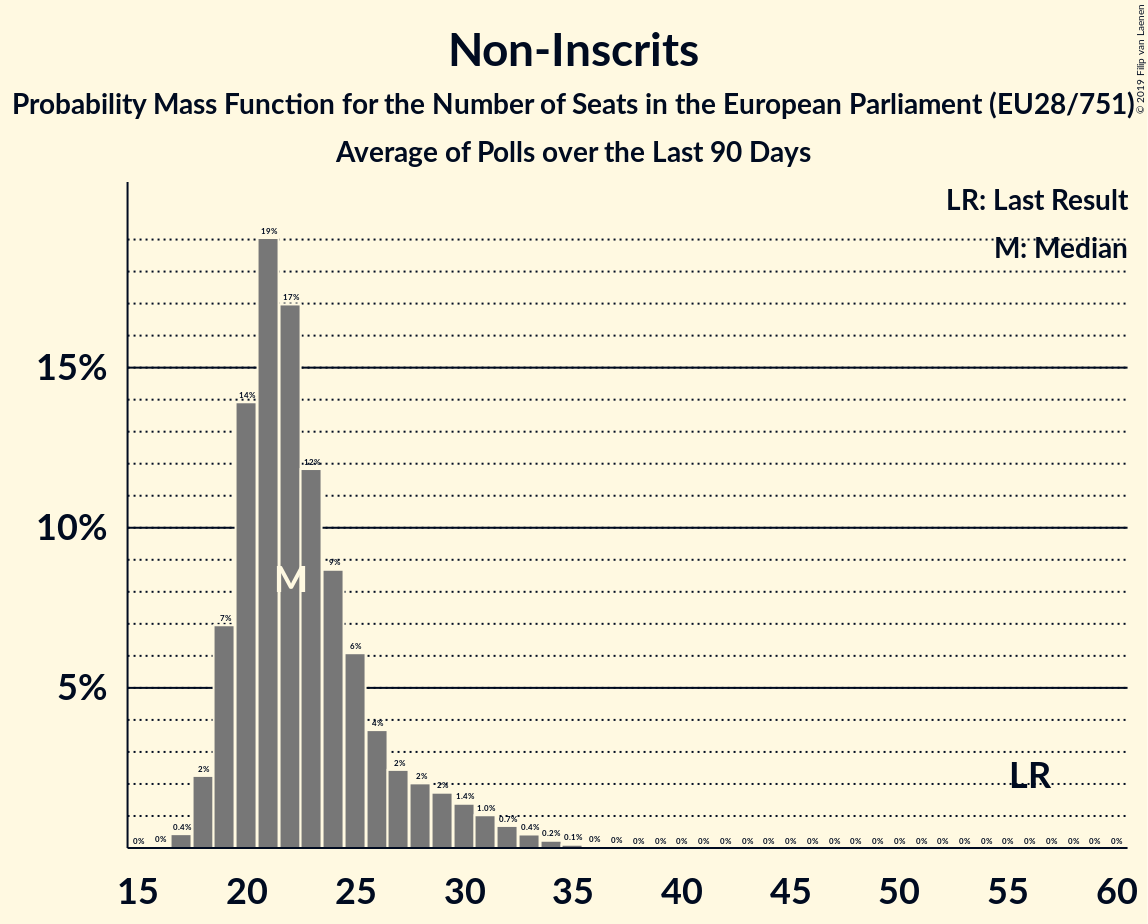 Non-Inscrits
Probability Mass Function for the Number of Seats in the European Parliament (EU28/751)
Average of Polls over the Last 90 Days
© 2019 Filip van Laenen
LR: Last Result
M: Median
15%
10%
5%
0% 0% 0.4% 2% 7% 14% 19% 17% 12% 9% 6% 4% 2% 2% 2% 1.4% 1.0% 0.7% 0.4% 0.2% 0.1% 0% 0% 0% 0% 0% 0% 0% 0% 0% 0% 0% 0% 0% 0% 0% 0% 0% 0% 0% 0% 0% 0% 0% 0% 0%
M
LR
15 20 25 30 35 40 45 50 55 60